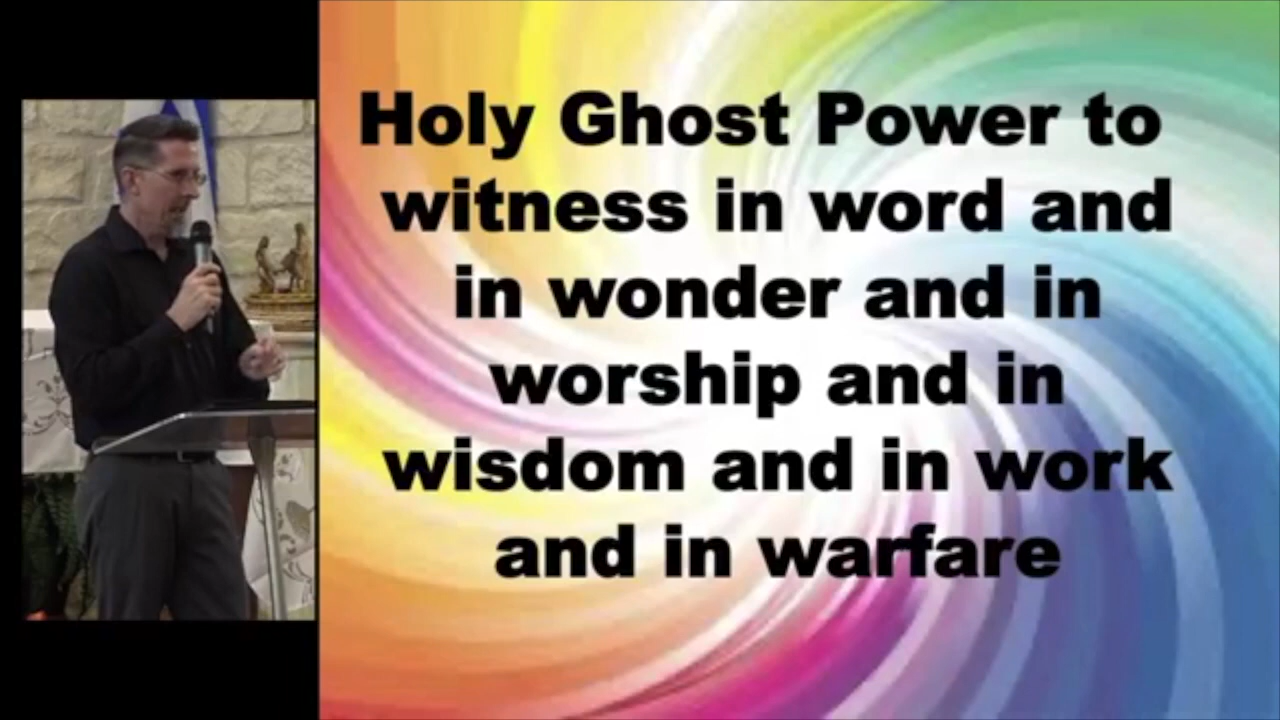 Holy Ghost Power to
witness in word and
in wonder and in
worship and in
wisdom and in work
and in warfare